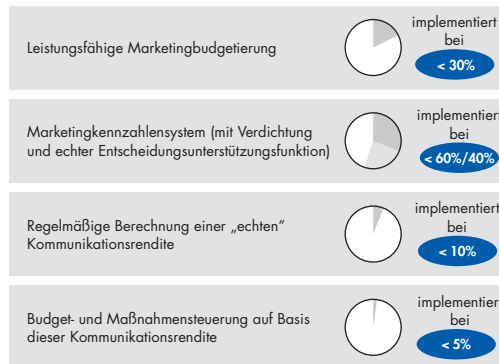 Leistungsfähige Marketingbudgetierung
implementiert
bei
< 30%
Marketingkennzahlensystem (mit Verdichtung
und echter Entscheidungsunterstützungsfunktion)
implementiert
bei
< 60%/40%
Regelmäßige Berechnung einer „echten“
Kommunikationsrendite
implementiert
bei
< 10%
Budget- und Maßnahmensteuerung auf Basis
dieser Kommunikationsrendite
implementiert
bei
< 5%